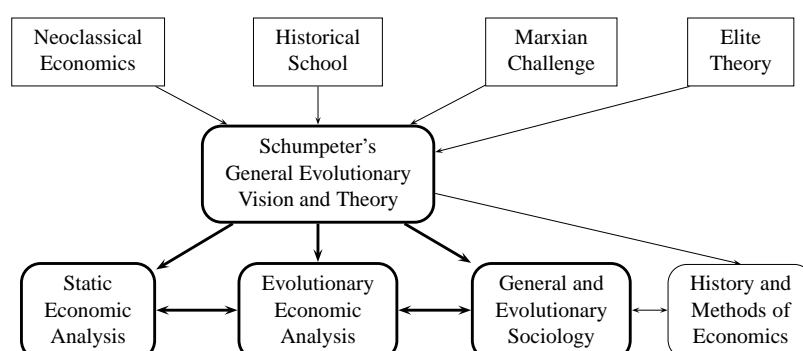 Neoclassical
Economics
Historical
School
Marxian
Challenge
Elite
Theory
Schumpeter’s
General Evolutionary
Vision and Theory
Static
Economic
Analysis
Evolutionary
Economic
Analysis
General and
Evolutionary
Sociology
History and
Methods of
Economics